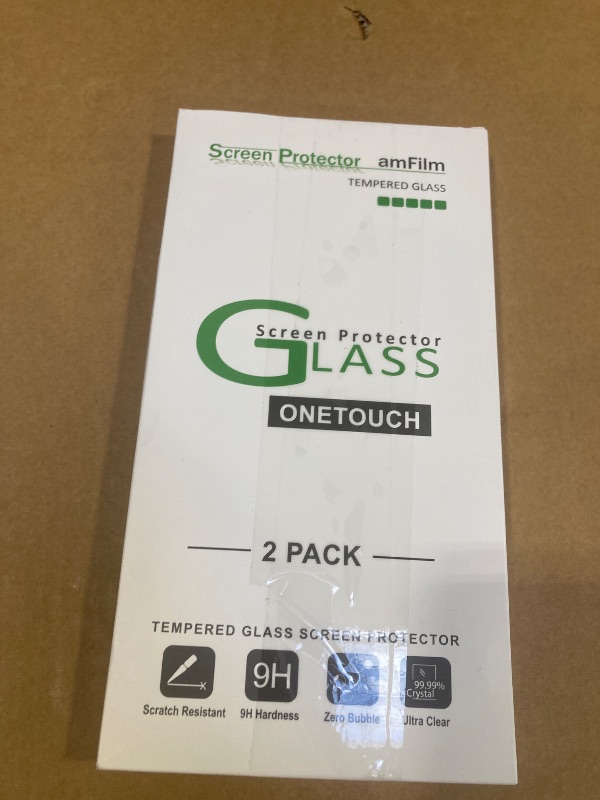 Screen Protector amFilm
TEMPERED GLASS
Screen Protector
GLASS
ONETOUCH
2 PACK
TEMPERED GLASS SCREEN PROTECTOR
9H
99.99%
Crystal
Scratch Resistant 9H Hardness Zero Bubble Ultra Clear